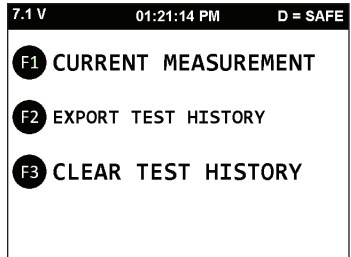 7.1 V 01:21:14 PM D = SAFE
F1 CURRENT MEASUREMENT
F2 EXPORT TEST HISTORY
F3 CLEAR TEST HISTORY